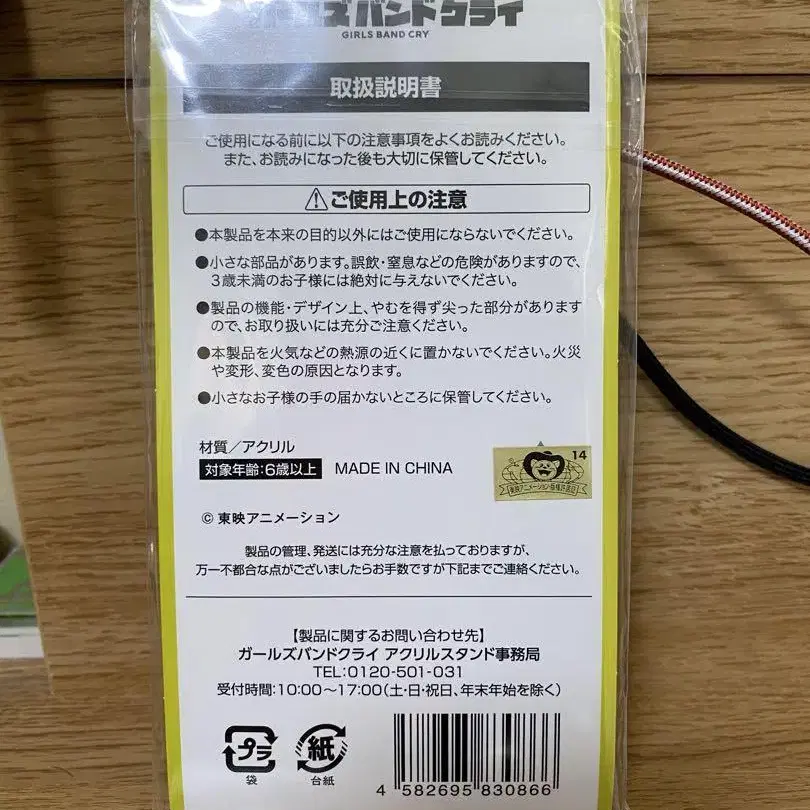 ガールズバンドクライ
GIRLS BAND CRY
取扱説明書
ご使用になる前に以下の注意事項をよくお読みください。
また、お読みになった後も大切に保管してください。
⚠ご使用上の注意
●本製品を本来の目的以外にはご使用にならないでください。
●小さな部品があります。誤飲・窒息などの危険がありますので、
3歳未満のお子様には絶対に与えないでください。
●製品の機能・デザイン上、やむを得ず尖った部分があります
ので、お取り扱いには充分ご注意ください。
●本製品を火気などの熱源の近くに置かないでください。火災
や変形、変色の原因となります。
●小さなお子様の手の届かないところに保管してください。
材質／アクリル
対象年齢:6歳以上 MADE IN CHINA
14
東映アニメーション
© 東映アニメーション
製品の管理、発送には充分な注意を払っておりますが、
万一不都合な点がございましたらお手数ですが下記までご連絡ください。
【製品に関するお問い合わせ先】
ガールズバンドクライ アクリルスタンド事務局
TEL:0120-501-031
受付時間:10:00～17:00(土・日・祝日、年末年始を除く)
プラ 紙
袋 台紙
4 582695 830866